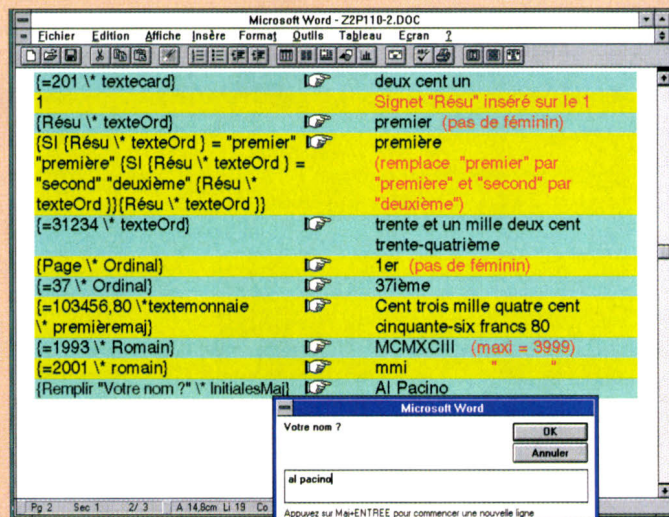 Microsoft Word - Z2P110-2.DOC
Fichier Edition Affiche Insère Format Outils Tableau Ecran ?
{=201 \* textecard} deux cent un
1 Signet "Résu" inséré sur le 1
{Résu \* texteOrd} premier (pas de féminin)
{SI {Résu \* texteOrd } = "premier" première
"première" {SI {Résu \* texteOrd } = (remplace "premier" par
"second" "deuxième" {Résu \* "première" et "second" par
texteOrd }}{Résu \* texteOrd }} "deuxième")
{=31234 \* texteOrd} trente et un mille deux cent
trente-quatrième
{Page \* Ordinal} 1er (pas de féminin)
{=37 \* Ordinal} 37ième
{=103456,80 \*textemonnaie Cent trois mille quatre cent
\* premièremaj} cinquante-six francs 80
{=1993 \* Romain} MCMXCIII (maxi = 3999)
{=2001 \* romain} mmi " "
{Remplir "Votre nom ?" \* InitialesMaj} Al Pacino
Microsoft Word
Votre nom ?
OK
Annuler
al pacino
Appuyez sur Maj+ENTREE pour commencer une nouvelle ligne
Pg 2 Sec 1 2/ 3 A 14,8cm Li 19 Co